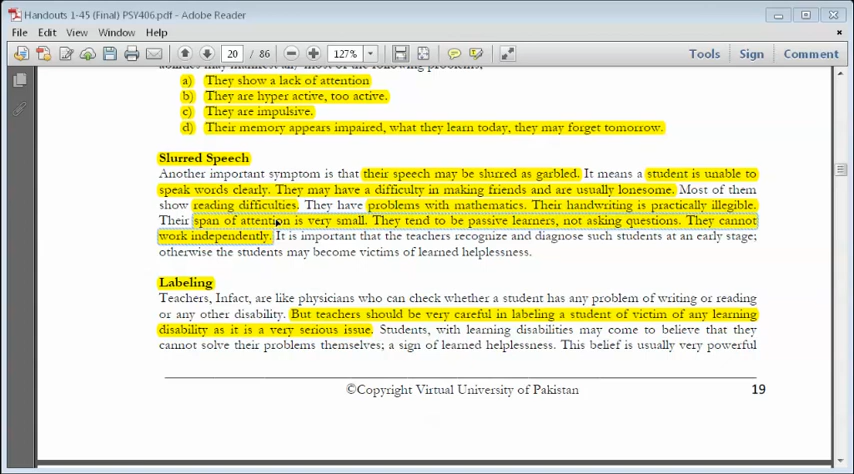 Handouts 1-45 (Final) PSY406.pdf - Adobe Reader
File Edit View Window Help
20 / 86 127% Tools Sign Comment
abilities may manifest all/most of the following problems;
a) They show a lack of attention
b) They are hyper active, too active.
c) They are impulsive.
d) Their memory appears impaired, what they learn today, they may forget tomorrow.
Slurred Speech
Another important symptom is that their speech may be slurred as garbled. It means a student is unable to
speak words clearly. They may have a difficulty in making friends and are usually lonesome. Most of them
show reading difficulties. They have problems with mathematics. Their handwriting is practically illegible.
Their span of attention is very small. They tend to be passive learners, not asking questions. They cannot
work independently. It is important that the teachers recognize and diagnose such students at an early stage;
otherwise the students may become victims of learned helplessness.
Labeling
Teachers, Infact, are like physicians who can check whether a student has any problem of writing or reading
or any other disability. But teachers should be very careful in labeling a student of victim of any learning
disability as it is a very serious issue. Students, with learning disabilities may come to believe that they
cannot solve their problems themselves; a sign of learned helplessness. This belief is usually very powerful
©Copyright Virtual University of Pakistan 19